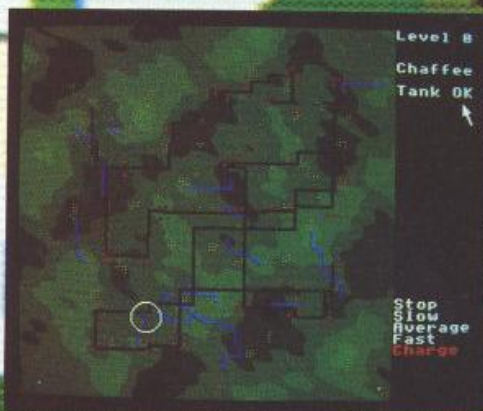 Level 8
Chaffee
Tank OK
Stop
Slow
Average
Fast
Charge